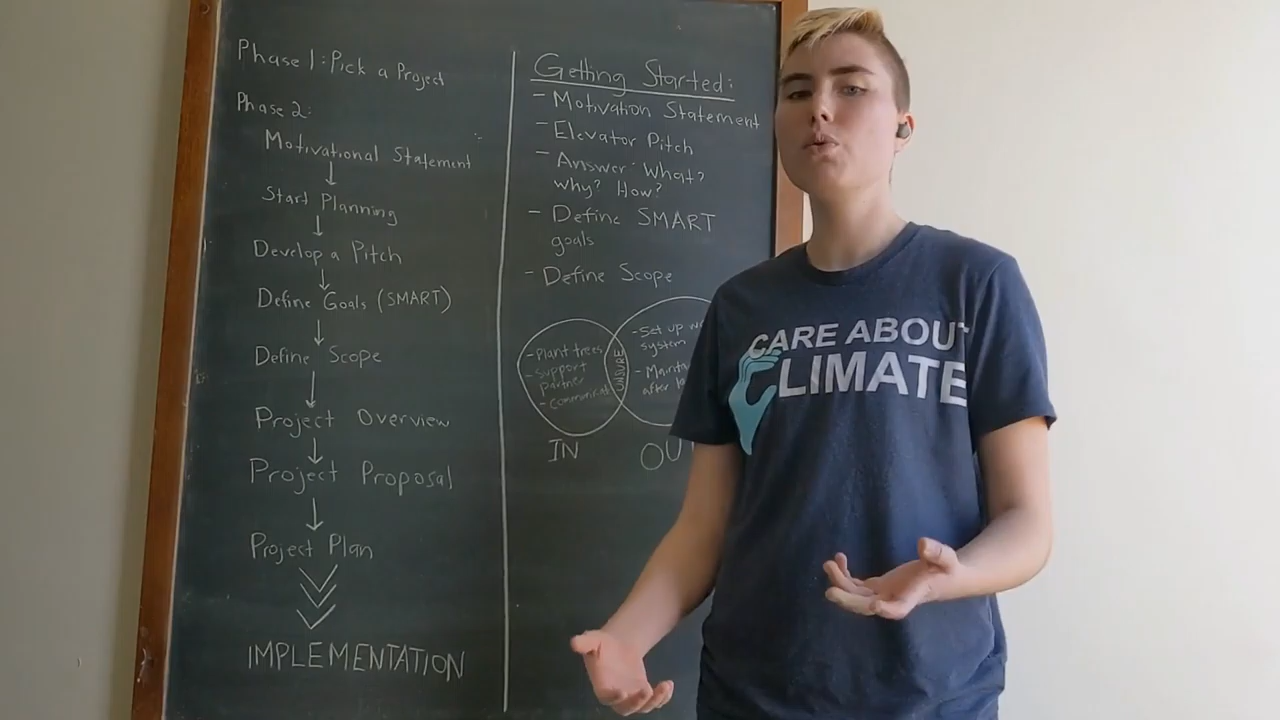 Phase 1: Pick a Project
Phase 2:
Motivational Statement
Start Planning
Develop a Pitch
Define Goals (SMART)
Define Scope
Project Overview
Project Proposal
Project Plan
IMPLEMENTATION
Getting Started:
- Motivation Statement
- Elevator Pitch
- Answer What?
why? How?
- Define SMART
goals
- Define Scope
- Plant trees
- support
partner
UNSURE
- Set up
system
after
IN
CARE ABOUT
CLIMATE